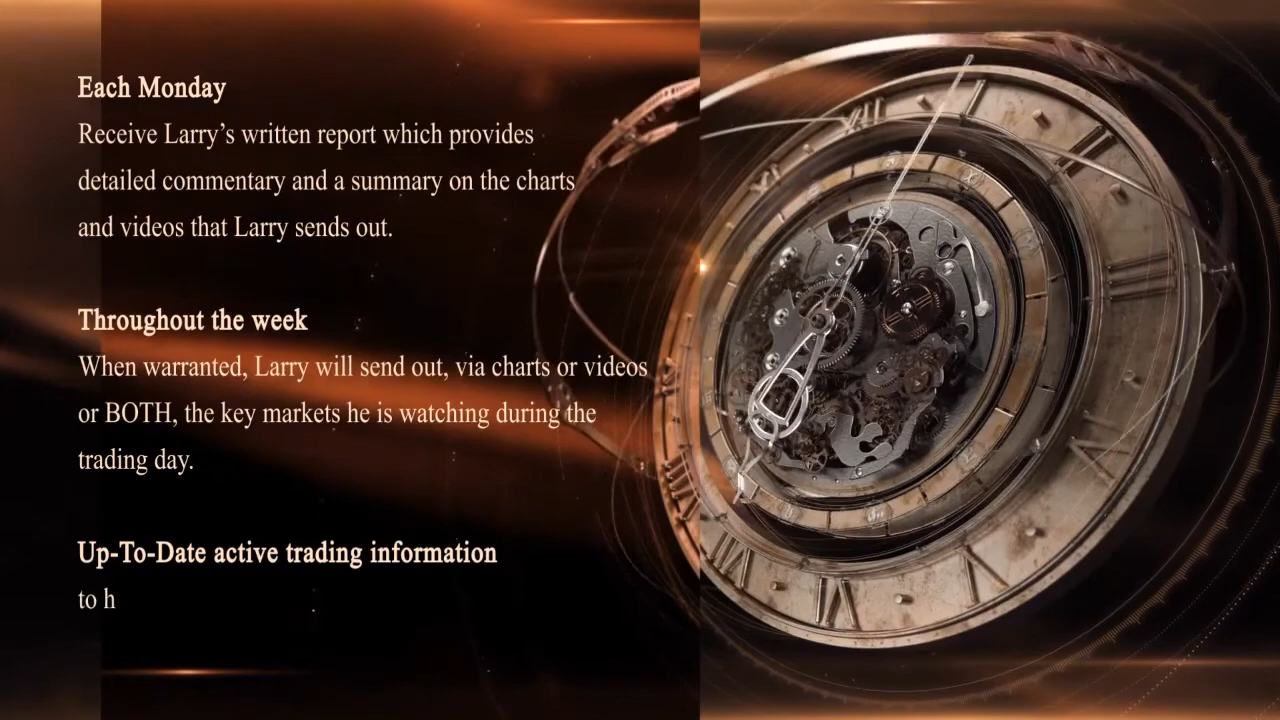 Each Monday
Receive Larry’s written report which provides
detailed commentary and a summary on the charts
and videos that Larry sends out.
Throughout the week
When warranted, Larry will send out, via charts or videos
or BOTH, the key markets he is watching during the
trading day.
Up-To-Date active trading information
to h